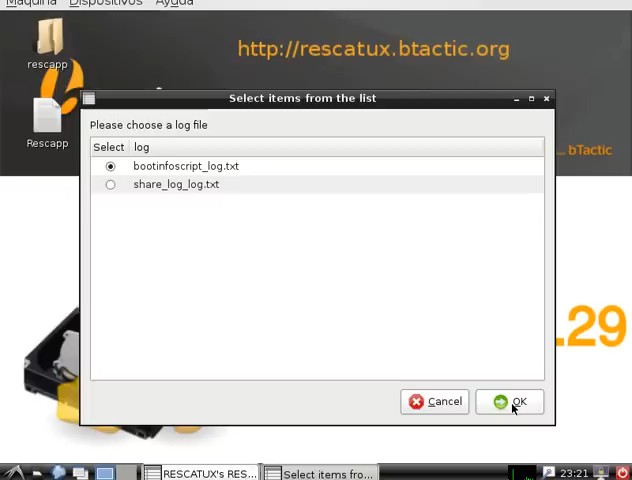 Máquina Dispositivos Ayuda
http://rescatux.btactic.org
rescapp
Select items from the list
Please choose a log file
Rescapp
Select log
... bTactic
bootinfoscript_log.txt
share_log_log.txt
.29
Cancel
OK
RESCATUX's RES...
Select items fro...
23:21